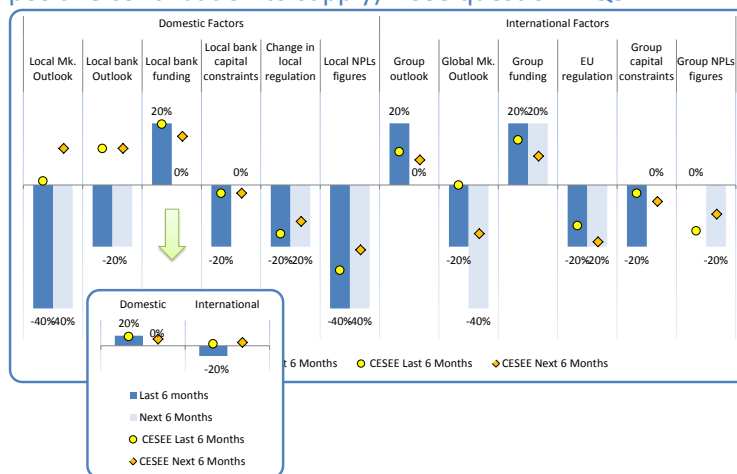 Domestic Factors
International Factors
Local Mk. Outlook
Local bank Outlook
Local bank funding
Local bank capital constraints
Change in local regulation
Local NPLs figures
Group outlook
Global Mk. Outlook
Group funding
EU regulation
Group capital constraints
Group NPLs figures
20%
0%
0%
20%
0%
20% 20%
0%
0%
-20%
-20%
-20% -20%
-20% -20%
-20%
-20%
-40% -40%
-40% -40%
-40%
Domestic
International
20%
0%
-20%
Last 6 months
Next 6 Months
CESEE Last 6 Months
CESEE Next 6 Months
t 6 Months
CESEE Last 6 Months
CESEE Next 6 Months